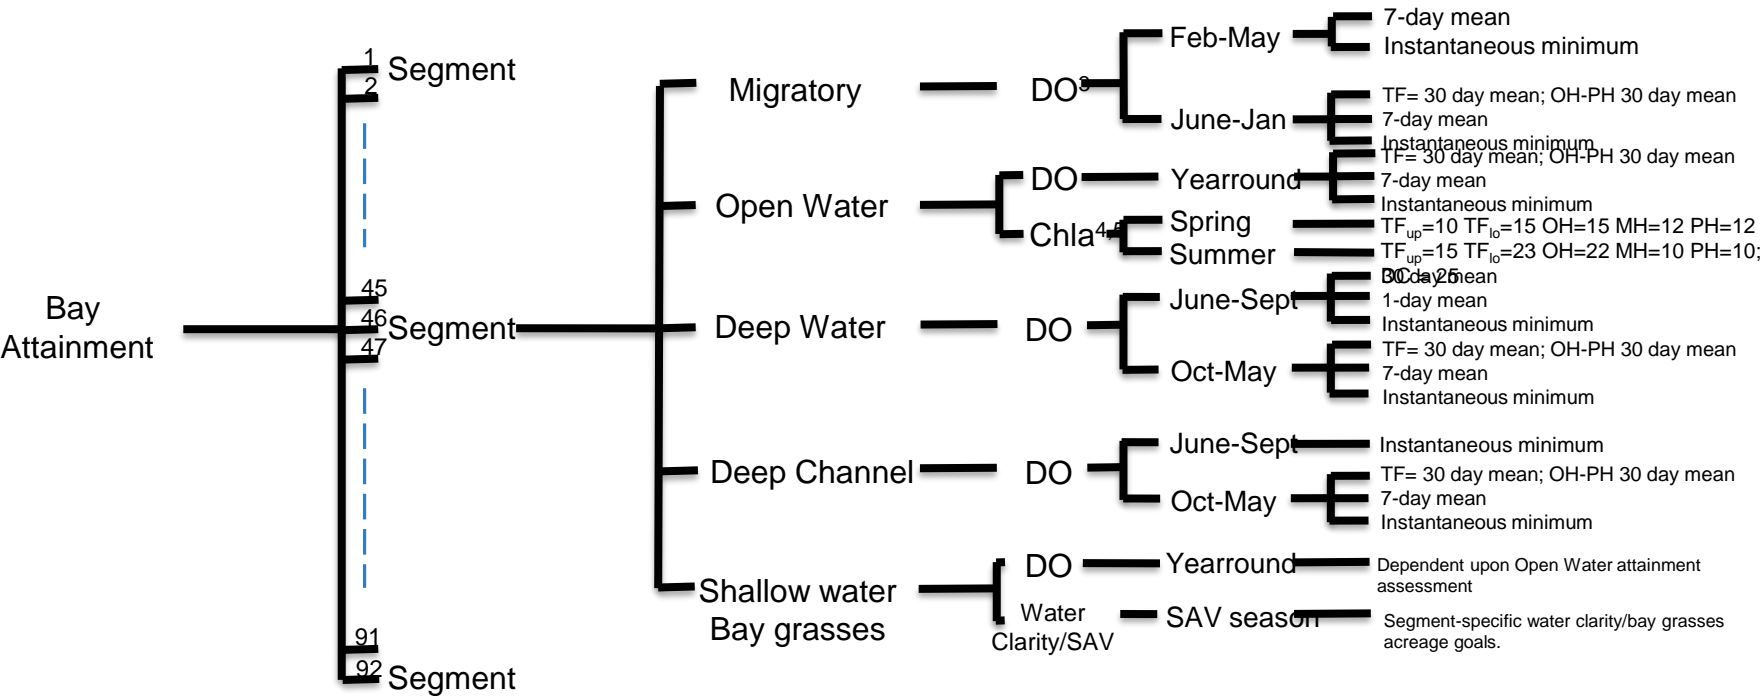 Bay
Attainment
1
Segment
2
45
46
Segment
47
91
92
Segment
Migratory
DO3
Feb-May
7-day mean
Instantaneous minimum
June-Jan
TF= 30 day mean; OH-PH 30 day mean
7-day mean
Instantaneous minimum
Open Water
DO
Yearround
TF= 30 day mean; OH-PH 30 day mean
7-day mean
Instantaneous minimum
Chla4,5
Spring
TFup=10 TFlo=15 OH=15 MH=12 PH=12
Summer
TFup=15 TFlo=23 OH=22 MH=10 PH=10;
DC = 25
Deep Water
DO
June-Sept
30 day mean
1-day mean
Instantaneous minimum
Oct-May
TF= 30 day mean; OH-PH 30 day mean
7-day mean
Instantaneous minimum
Deep Channel
DO
June-Sept
Instantaneous minimum
Oct-May
TF= 30 day mean; OH-PH 30 day mean
7-day mean
Instantaneous minimum
Shallow water
Bay grasses
DO
Yearround
Dependent upon Open Water attainment
assessment
Water
Clarity/SAV
SAV season
Segment-specific water clarity/bay grasses
acreage goals.